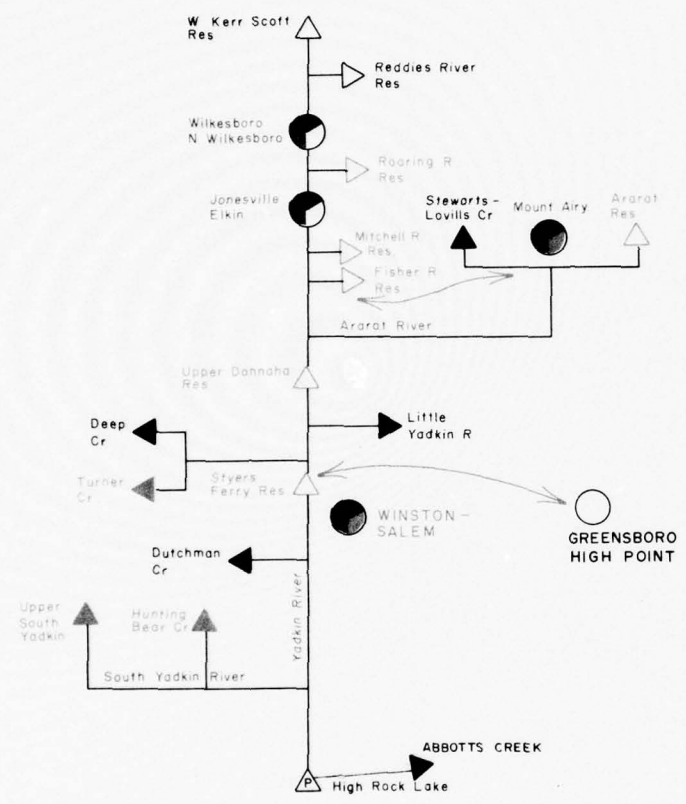 W Kerr Scott
Res
Reddies River
Res
Wilkesboro
N Wilkesboro
Roaring R
Res
Jonesville
Elkin
Stewarts-
Lovills Cr
Mount Airy
Ararat
Res
Mitchell R
Res
Fisher R
Res
Ararat River
Upper Donnaha
Res
Deep
Cr
Little
Yadkin R
Turner
Cr
Styers
Ferry Res
WINSTON-
SALEM
GREENSBORO
HIGH POINT
Dutchman
Cr
Yadkin River
Upper
South
Yadkin
Hunting
Bear Cr
South Yadkin River
ABBOTTS CREEK
P
High Rock Lake